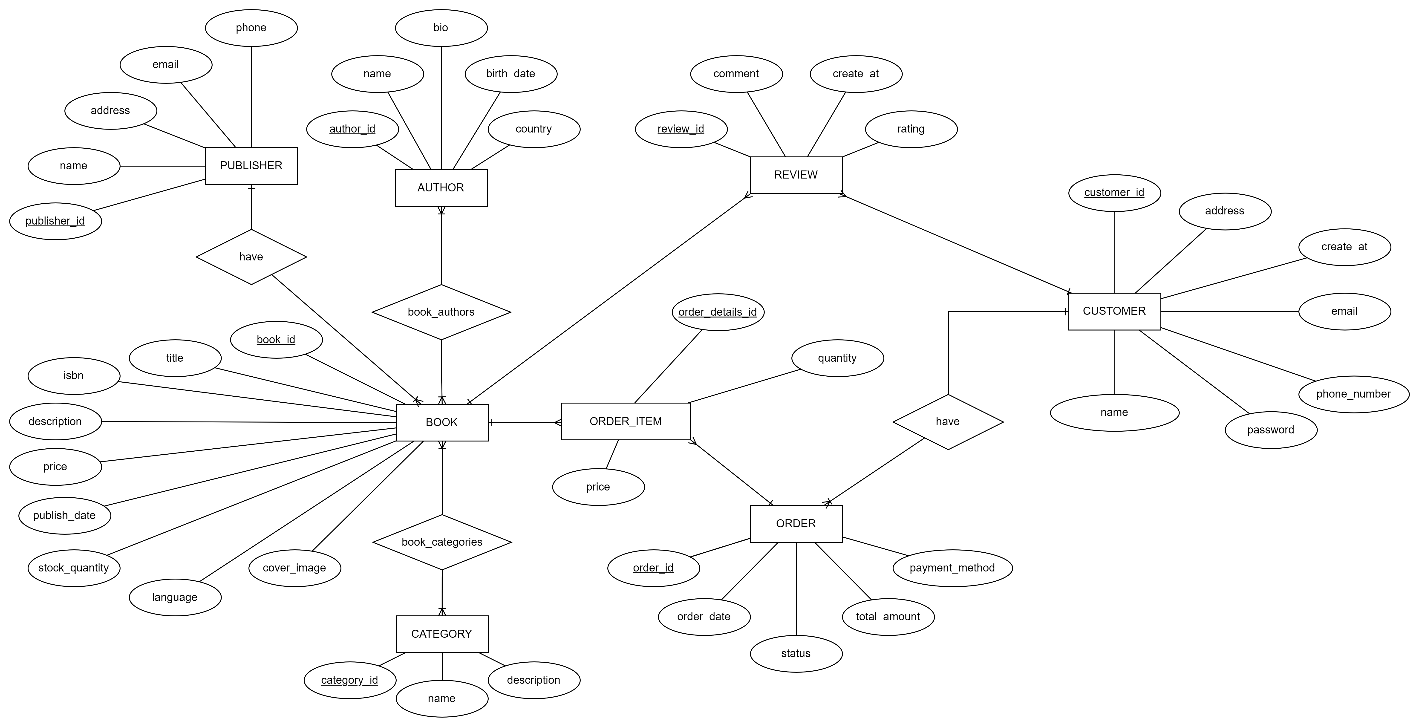 phone
bio
email
name
birth_date
comment
create_at
address
author_id
country
review_id
rating
name
PUBLISHER
REVIEW
AUTHOR
customer_id
publisher_id
address
create_at
have
book_authors
order_details_id
CUSTOMER
email
book_id
title
quantity
isbn
phone_number
name
description
BOOK
ORDER_ITEM
have
password
price
price
publish_date
ORDER
book_categories
stock_quantity
cover_image
order_id
payment_method
language
order_date
total_amount
CATEGORY
status
category_id
description
name